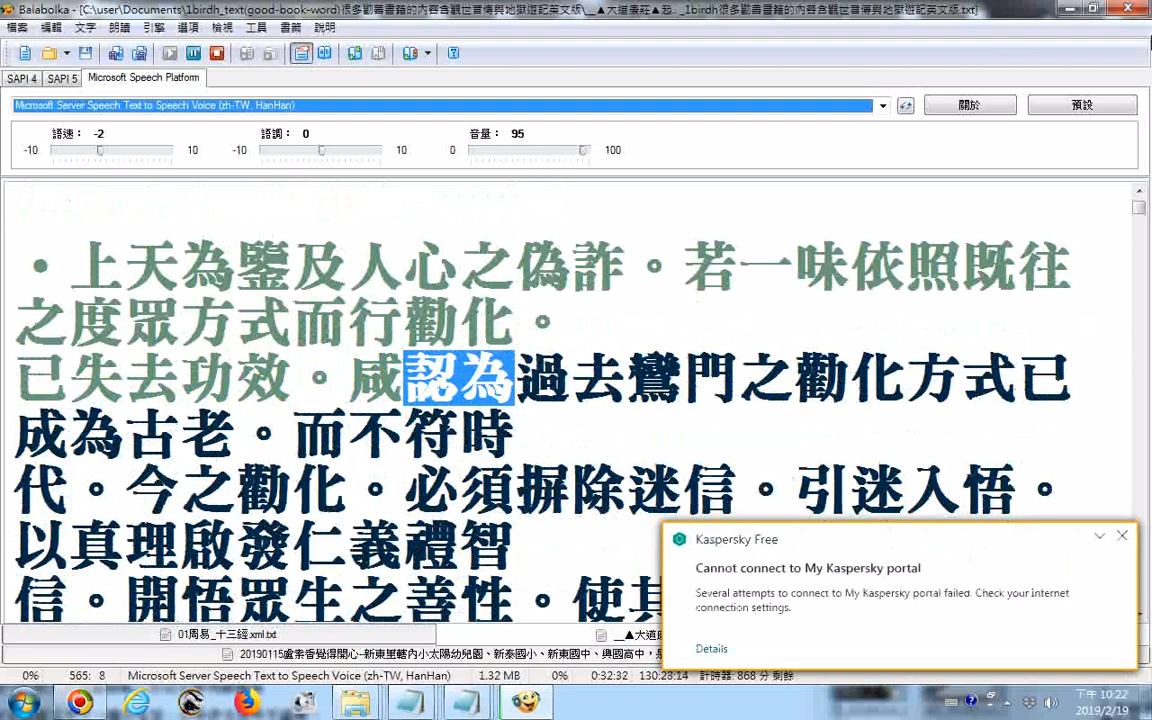 Balabolka - [C:\user\Documents\1birdh_text(good-book-word)很多勸善書籍的內容含觀世音傳與地獄遊記英文版\__▲大道康莊▲起.._1birdh很多勸善書籍的內容含觀世音傳與地獄遊記英文版.txt]
檔案 編輯 文字 朗讀 引擎 選項 檢視 工具 書籤 說明
SAPI 4 SAPI 5 Microsoft Speech Platform
Microsoft Server Speech Text to Speech Voice (zh-TW, HanHan)
關於 預設
語速： -2 語調： 0 音量： 95
-10 10 -10 10 0 100
•上天為鑒及人心之偽詐。若一味依照既往
之度眾方式而行勸化。
已失去功效。咸認為過去鸞門之勸化方式已
成為古老。而不符時
代。今之勸化。必須摒除迷信。引迷入悟。
以真理啟發仁義禮智
信。開悟眾生之善性。使其
Kaspersky Free
Cannot connect to My Kaspersky portal
Several attempts to connect to My Kaspersky portal failed. Check your Internet
connection settings.
Details
01周易_十三經.xml.txt __▲大道
20190115盧素香覺得開心--新東里轄內小太陽幼兒園、新泰國小、新東國中、興國高中，
0% 565: 8 Microsoft Server Speech Text to Speech Voice (zh-TW, HanHan) 1.32 MB 0% 0:32:32 130:28:14 計時器: 868 分 剩餘
下午 10:22
2019/2/19